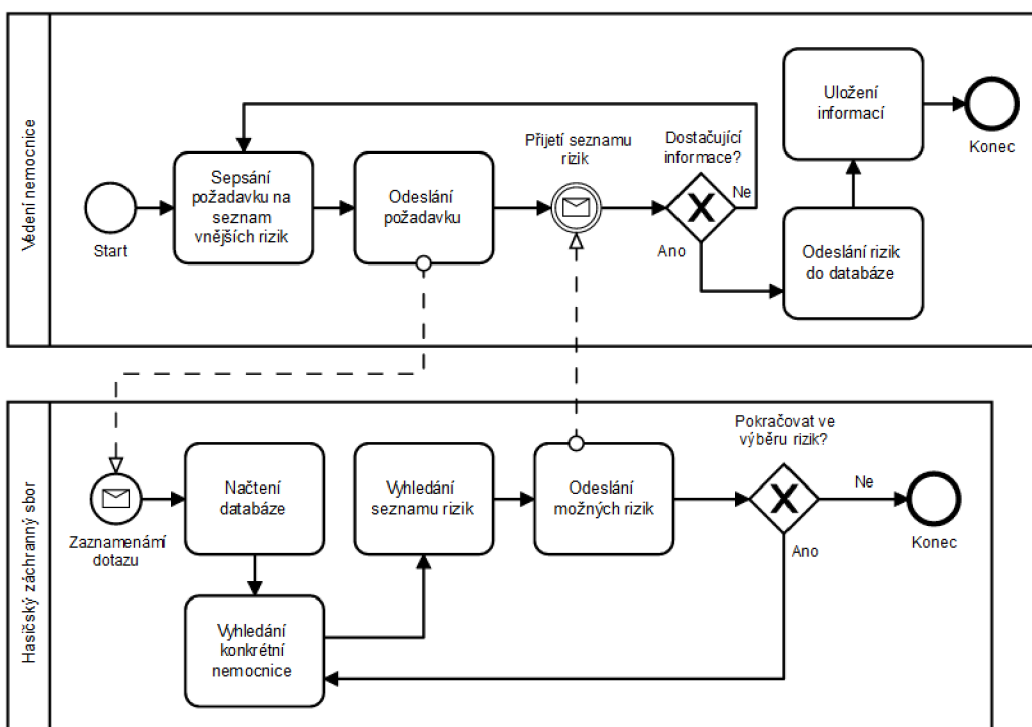 Vedení nemocnice
Start
Sepsání
požadavku na
seznam
vnějších rizik
Odeslání
požadavku
Přijetí seznamu
rizik
Dostačující
informace?
Ne
Ano
Uložení
informací
Konec
Odeslání rizik
do databáze
Hasičský záchranný sbor
Zaznamenám
dotazu
Načtení
databáze
Vyhledání
konkrétní
nemocnice
Vyhledání
seznamu rizik
Odeslání
možných rizik
Pokračovat ve
výběru rizik?
Ne
Ano
Konec